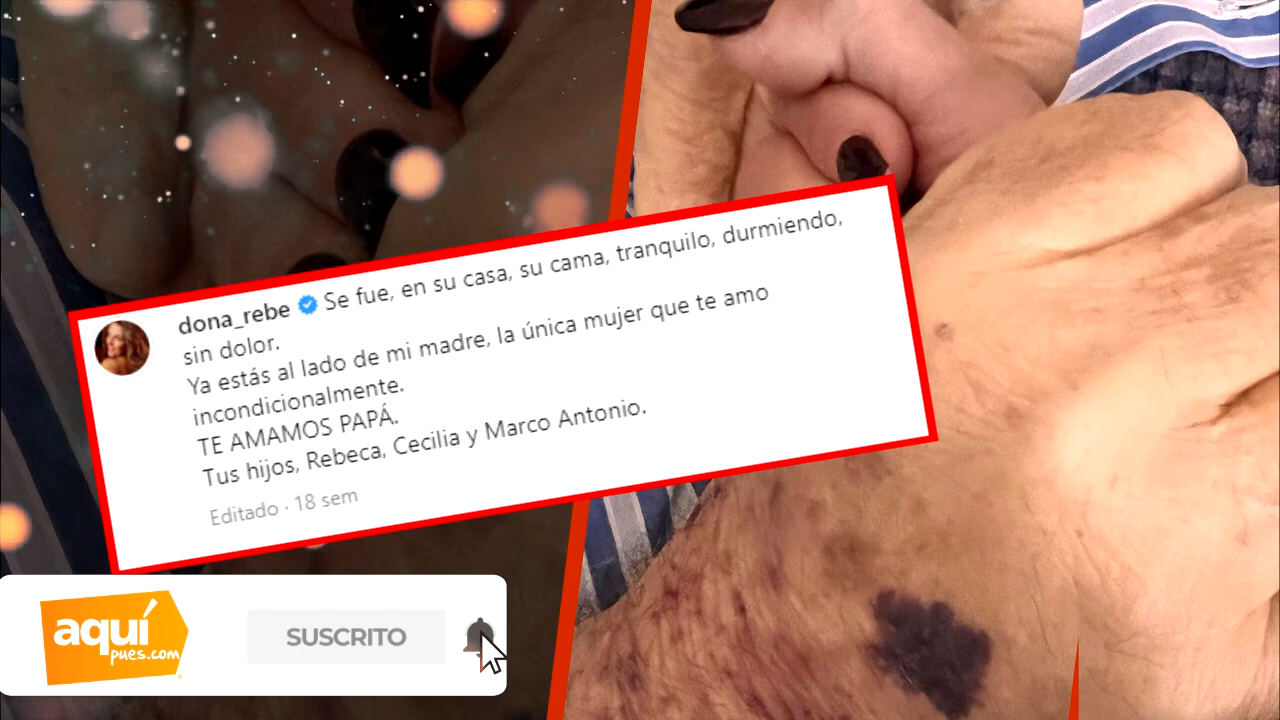 dona_rebe Se fue, en su casa, su cama, tranquilo, durmiendo,
sin dolor.
Ya estás al lado de mi madre, la única mujer que te amo
incondicionalmente.
TE AMAMOS PAPÁ.
Tus hijos, Rebeca, Cecilia y Marco Antonio.
Editado · 18 sem
aquí
pues.com
SUSCRITO